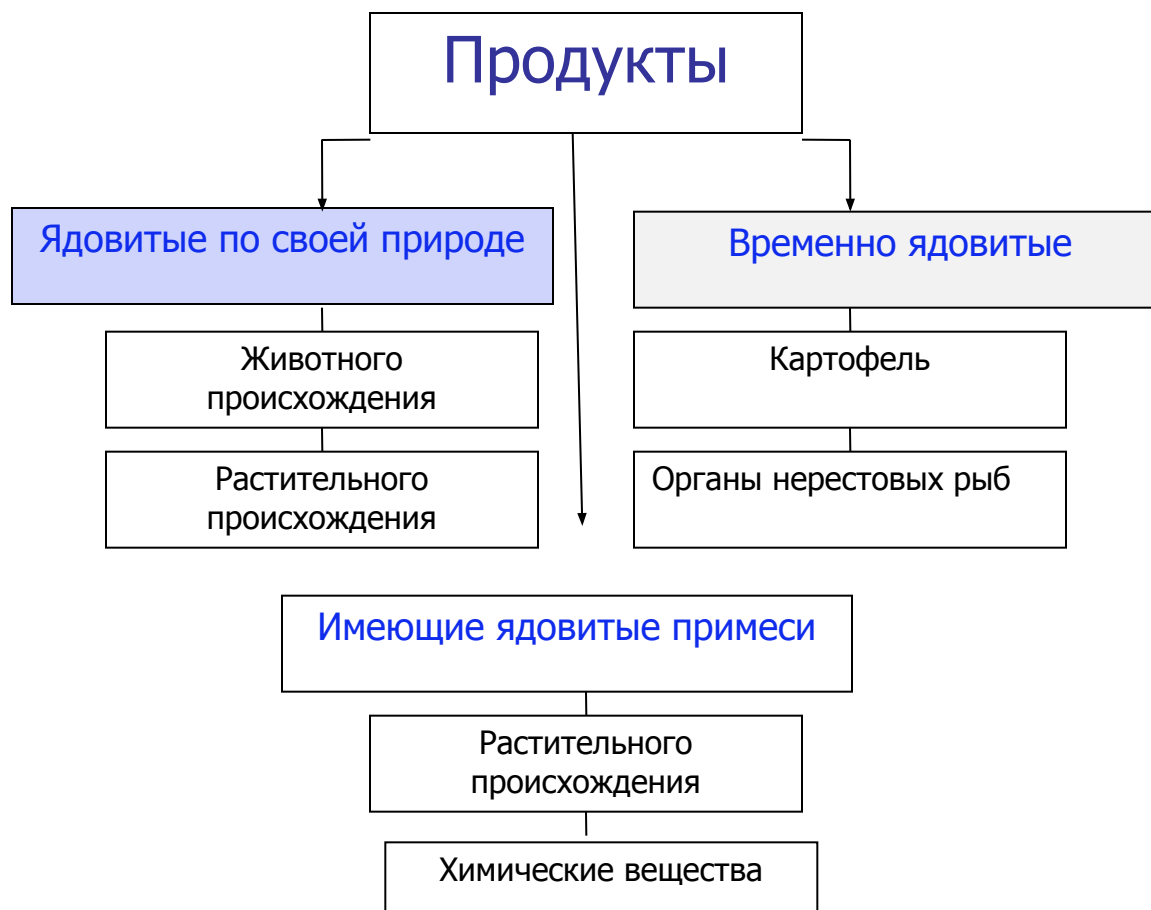 Продукты
Ядовитые по своей природе
Животного
происхождения
Растительного
происхождения
Временно ядовитые
Картофель
Органы нерестовых рыб
Имеющие ядовитые примеси
Растительного
происхождения
Химические вещества